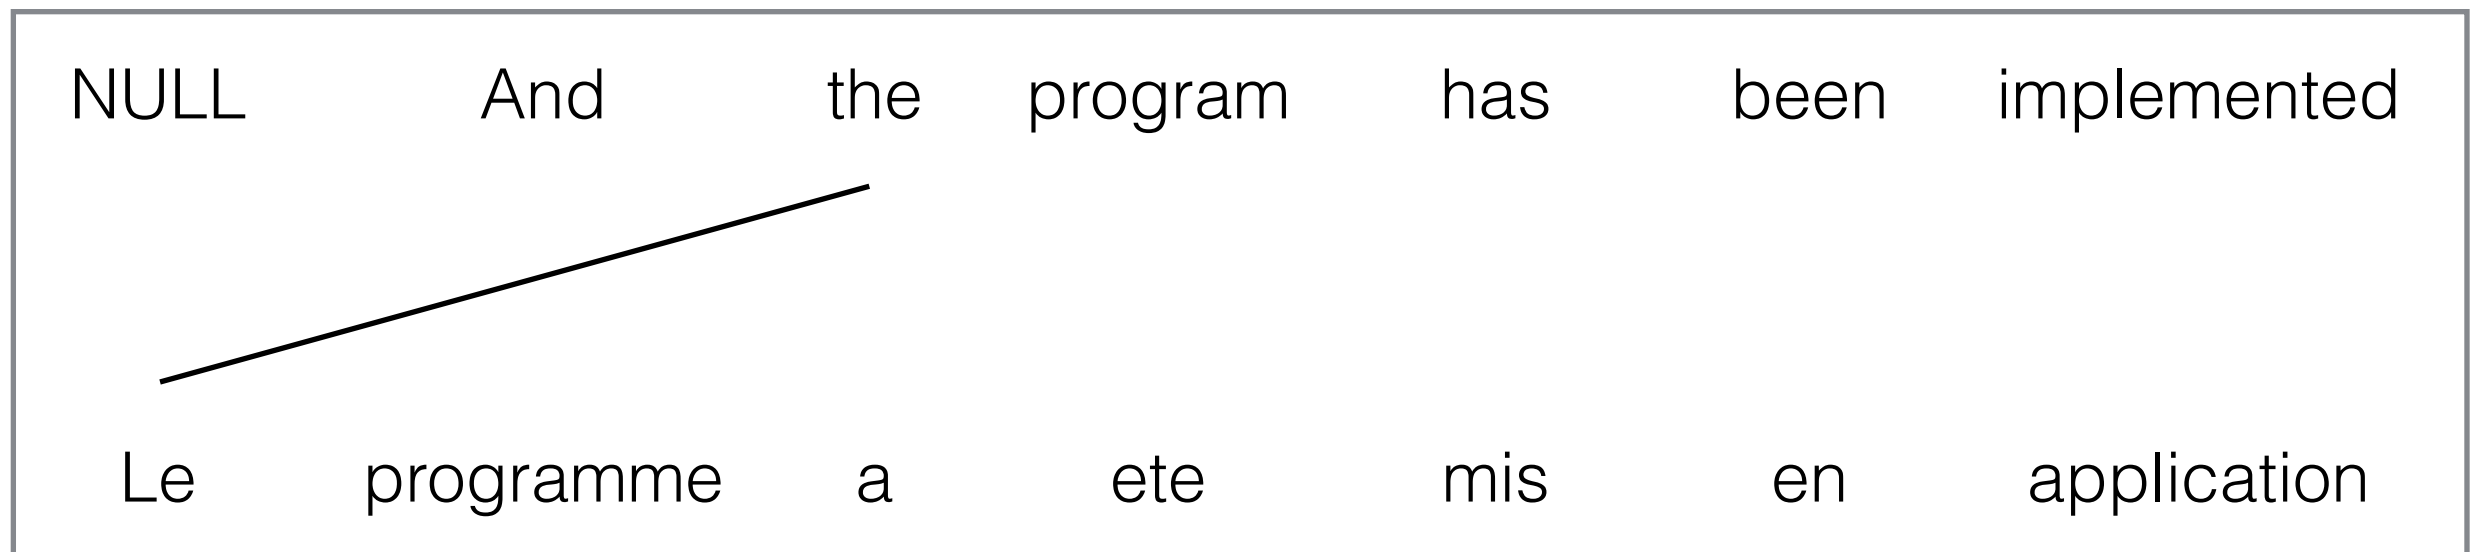 NULL And the program has been implemented
Le programme a ete mis en application